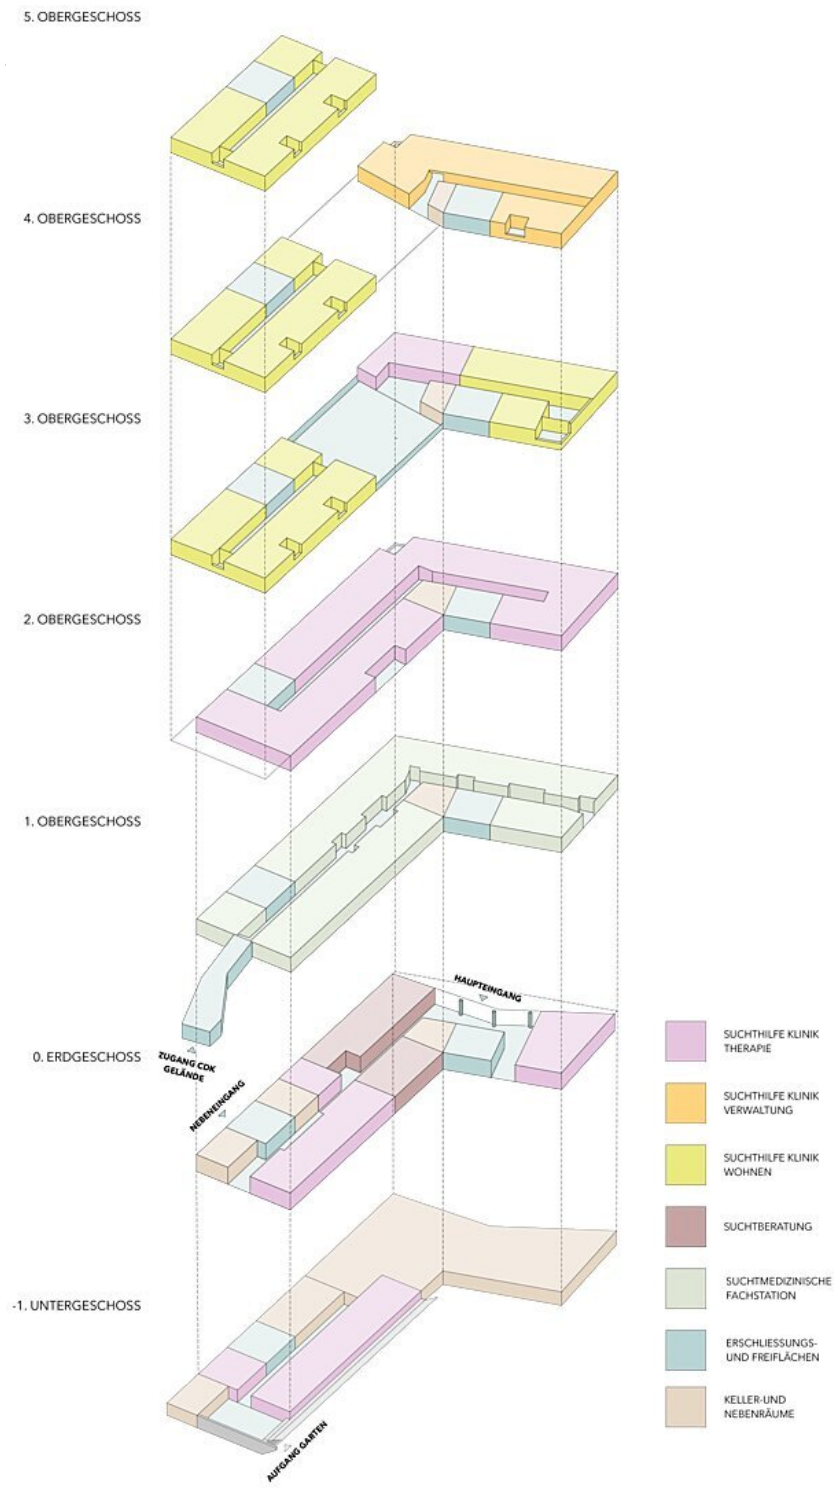 5. OBERGESCHOSS
4. OBERGESCHOSS
3. OBERGESCHOSS
2. OBERGESCHOSS
1. OBERGESCHOSS
HAUPTEINGANG
0. ERDGESCHOSS
ZUGANG CDK
GELÄNDE
NEBENEINGANG
-1. UNTERGESCHOSS
AUFGANG GARTEN
SUCHTHILFE KLINIK
THERAPIE
SUCHTHILFE KLINIK
VERWALTUNG
SUCHTHILFE KLINIK
WOHNEN
SUCHTBERATUNG
SUCHTMEDIZINISCHE
FACHSTATION
ERSCHLIESSUNGS-
UND FREIFLÄCHEN
KELLER-UND
NEBENRÄUME